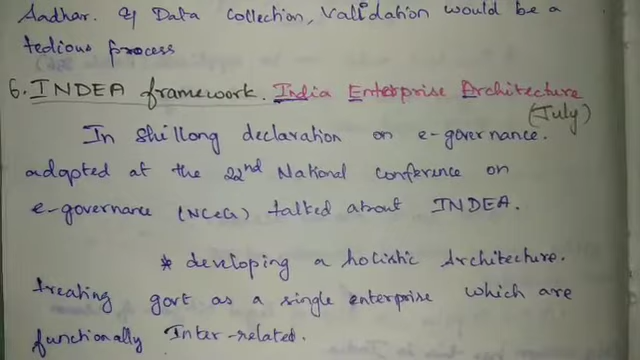 Aadhar. & Data Collection, Validation would be a
tedious process
6. INDEA framework. India Enterprise Architecture
(July)
In Shillong declaration on e-governance.
adopted at the 22nd National Conference on
e-governance (NCeG) talked about INDEA.
* developing a holistic Architecture.
treating govt as a single enterprise which are
functionally Inter-related.